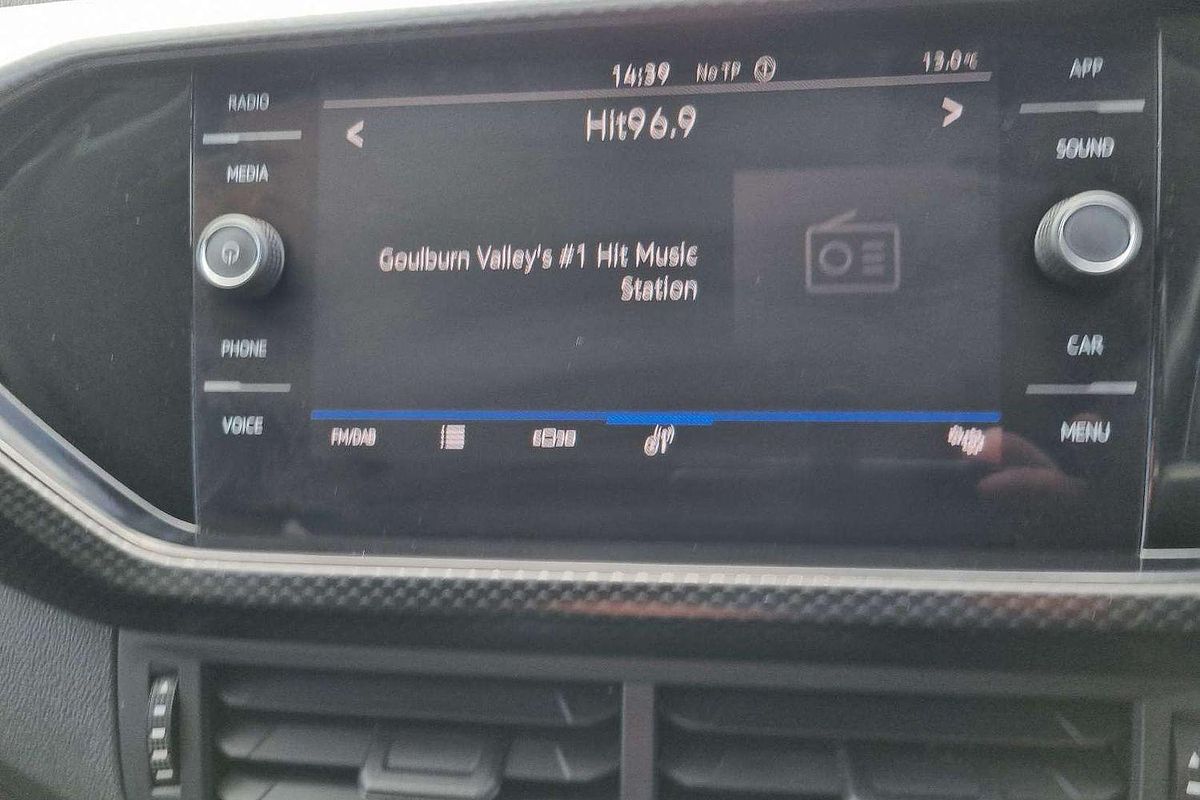 RADIO
MEDIA
PHONE
VOICE
14:39 No TP 13.0°C
< Hit96.9 >
Goulburn Valley's #1 Hit Music
Station
FM/DAB
APP
SOUND
CAR
MENU